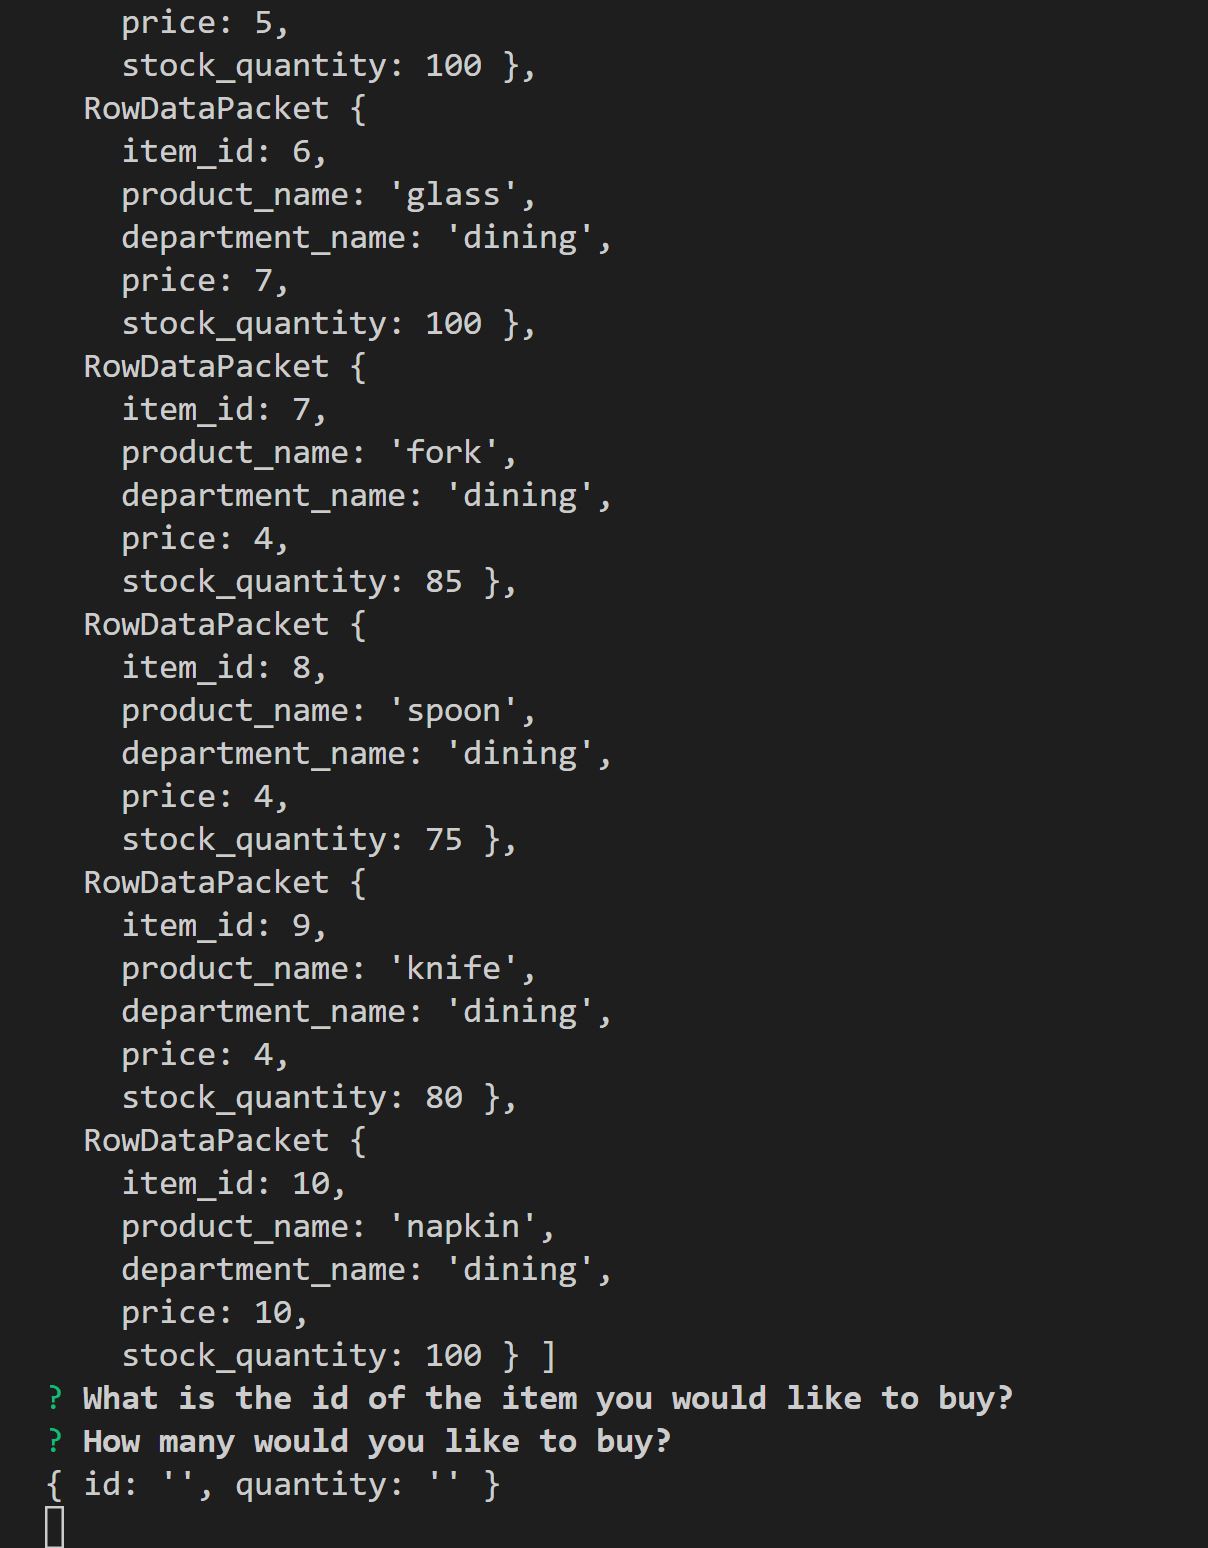 price: 5,
stock_quantity: 100 },
RowDataPacket {
item_id: 6,
product_name: 'glass',
department_name: 'dining',
price: 7,
stock_quantity: 100 },
RowDataPacket {
item_id: 7,
product_name: 'fork',
department_name: 'dining',
price: 4,
stock_quantity: 85 },
RowDataPacket {
item_id: 8,
product_name: 'spoon',
department_name: 'dining',
price: 4,
stock_quantity: 75 },
RowDataPacket {
item_id: 9,
product_name: 'knife',
department_name: 'dining',
price: 4,
stock_quantity: 80 },
RowDataPacket {
item_id: 10,
product_name: 'napkin',
department_name: 'dining',
price: 10,
stock_quantity: 100 } ]
? What is the id of the item you would like to buy?
? How many would you like to buy?
{ id: '', quantity: '' }